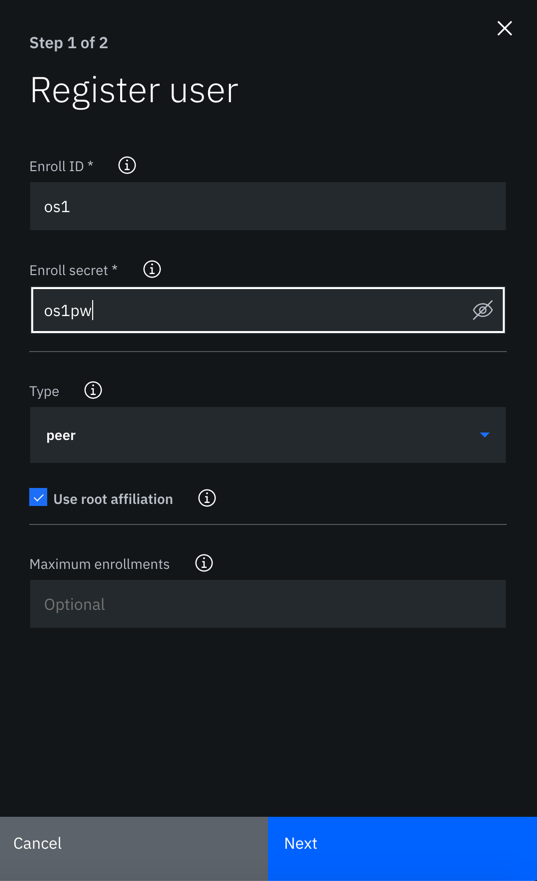 Step 1 of 2
Register user
Enroll ID *
os1
Enroll secret *
os1pw
Type
peer
Use root affiliation
Maximum enrollments
Optional
Cancel
Next